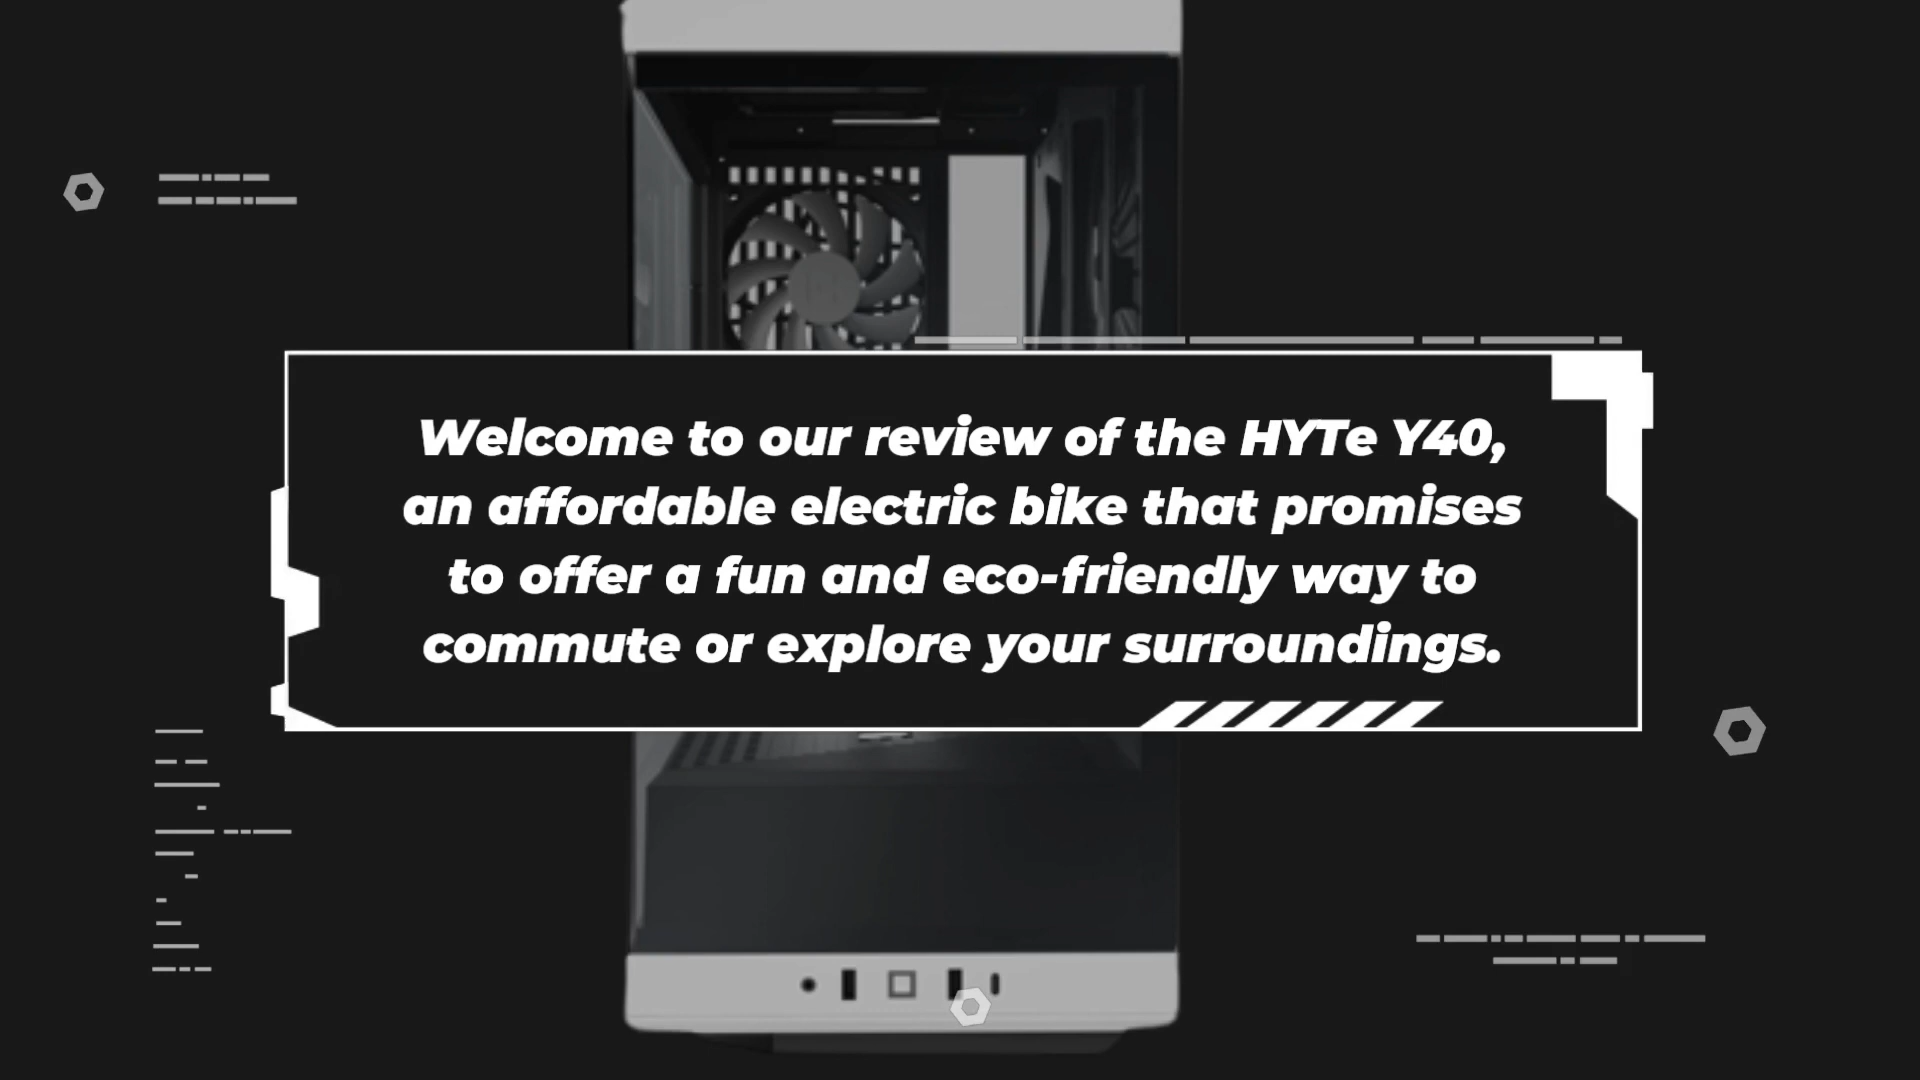 Welcome to our review of the HYTe Y40,
an affordable electric bike that promises
to offer a fun and eco-friendly way to
commute or explore your surroundings.